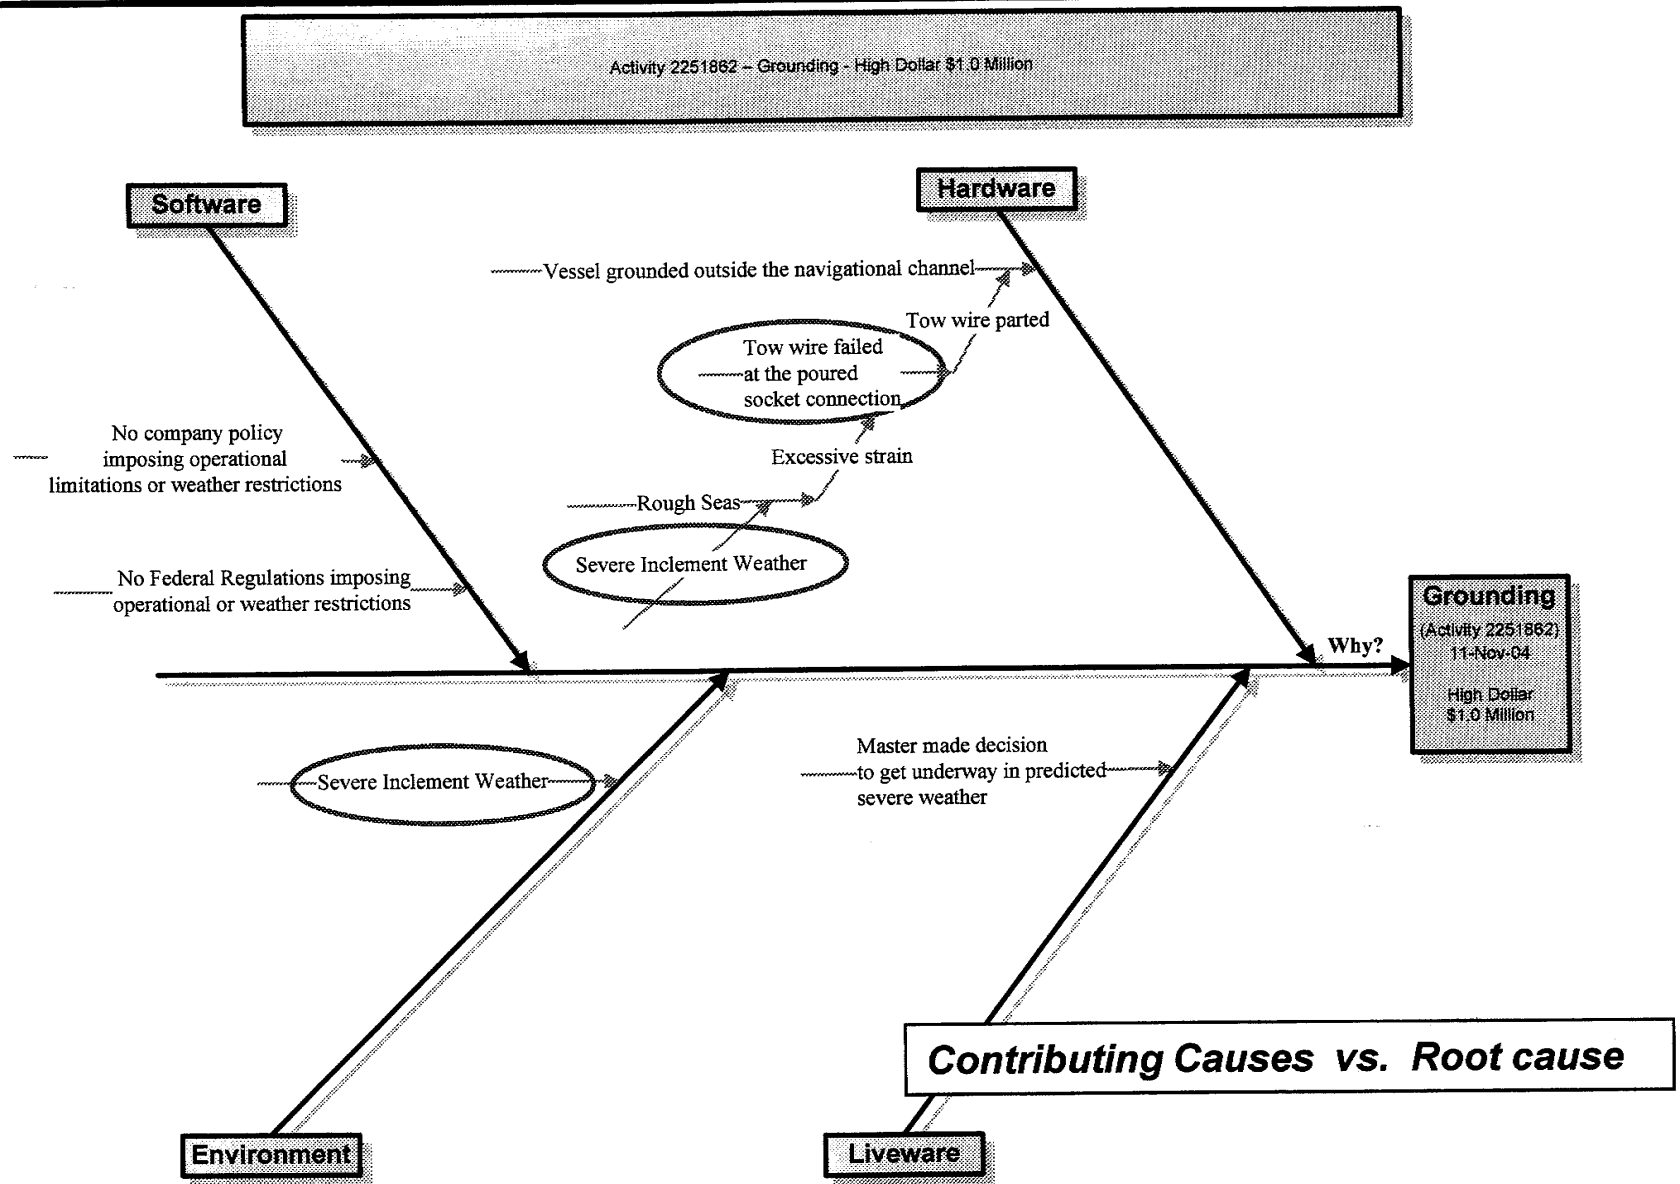 Activity 2251862 – Grounding - High Dollar $1.0 Million
Software
Hardware
Vessel grounded outside the navigational channel
Tow wire parted
Tow wire failed
at the poured
socket connection
Excessive strain
Rough Seas
Severe Inclement Weather
No company policy
imposing operational
limitations or weather restrictions
No Federal Regulations imposing
operational or weather restrictions
Why?
Grounding
(Activity 2251862)
11-Nov-04
High Dollar
$1.0 Million
Severe Inclement Weather
Master made decision
to get underway in predicted
severe weather
Contributing Causes vs. Root cause
Environment
Liveware